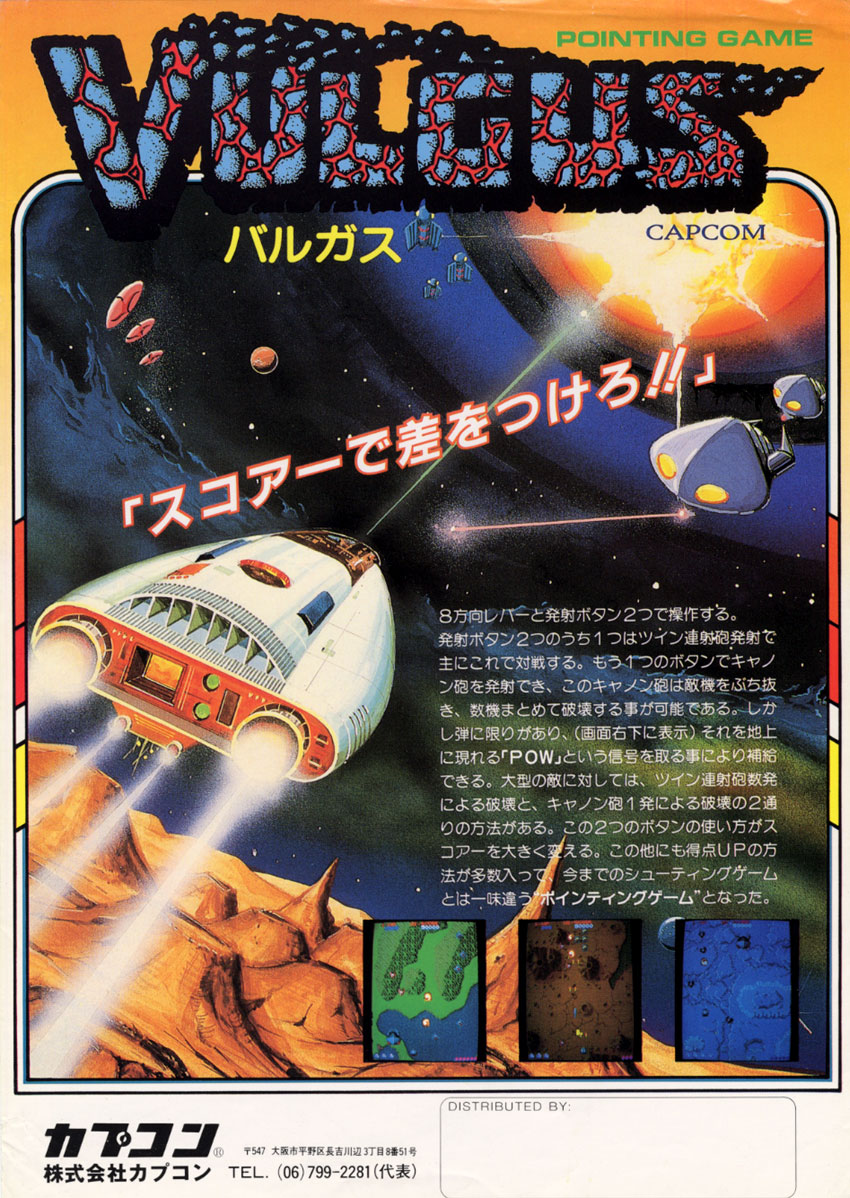 POINTING GAME
VULGUS
バルガス
CAPCOM
「スコアーで差をつけろ!!」
8方向レバーと発射ボタン2つで操作する。
発射ボタン2つのうち1つはツイン連射砲発射で
主にこれで対戦する。もう1つのボタンでキャノ
ン砲を発射でき、このキャノン砲は敵機をぶち抜
き、数機まとめて破壊する事が可能である。しか
し弾に限りがあり、(画面右下に表示)それを地上
に現れる「POW」という信号を取る事により補給
できる。大型の敵に対しては、ツイン連射砲数発
による破壊と、キャノン砲1発による破壊の2通
りの方法がある。この2つのボタンの使い方がス
コアーを大きく変える。この他にも得点UPの方
法が多数入って、今までのシューティングゲーム
とは一味違う"ポインティングゲーム"となった。
カプコン®
株式会社カプコン
〒547 大阪市平野区長吉川辺3丁目8番51号
TEL. (06)799-2281(代表)
DISTRIBUTED BY: